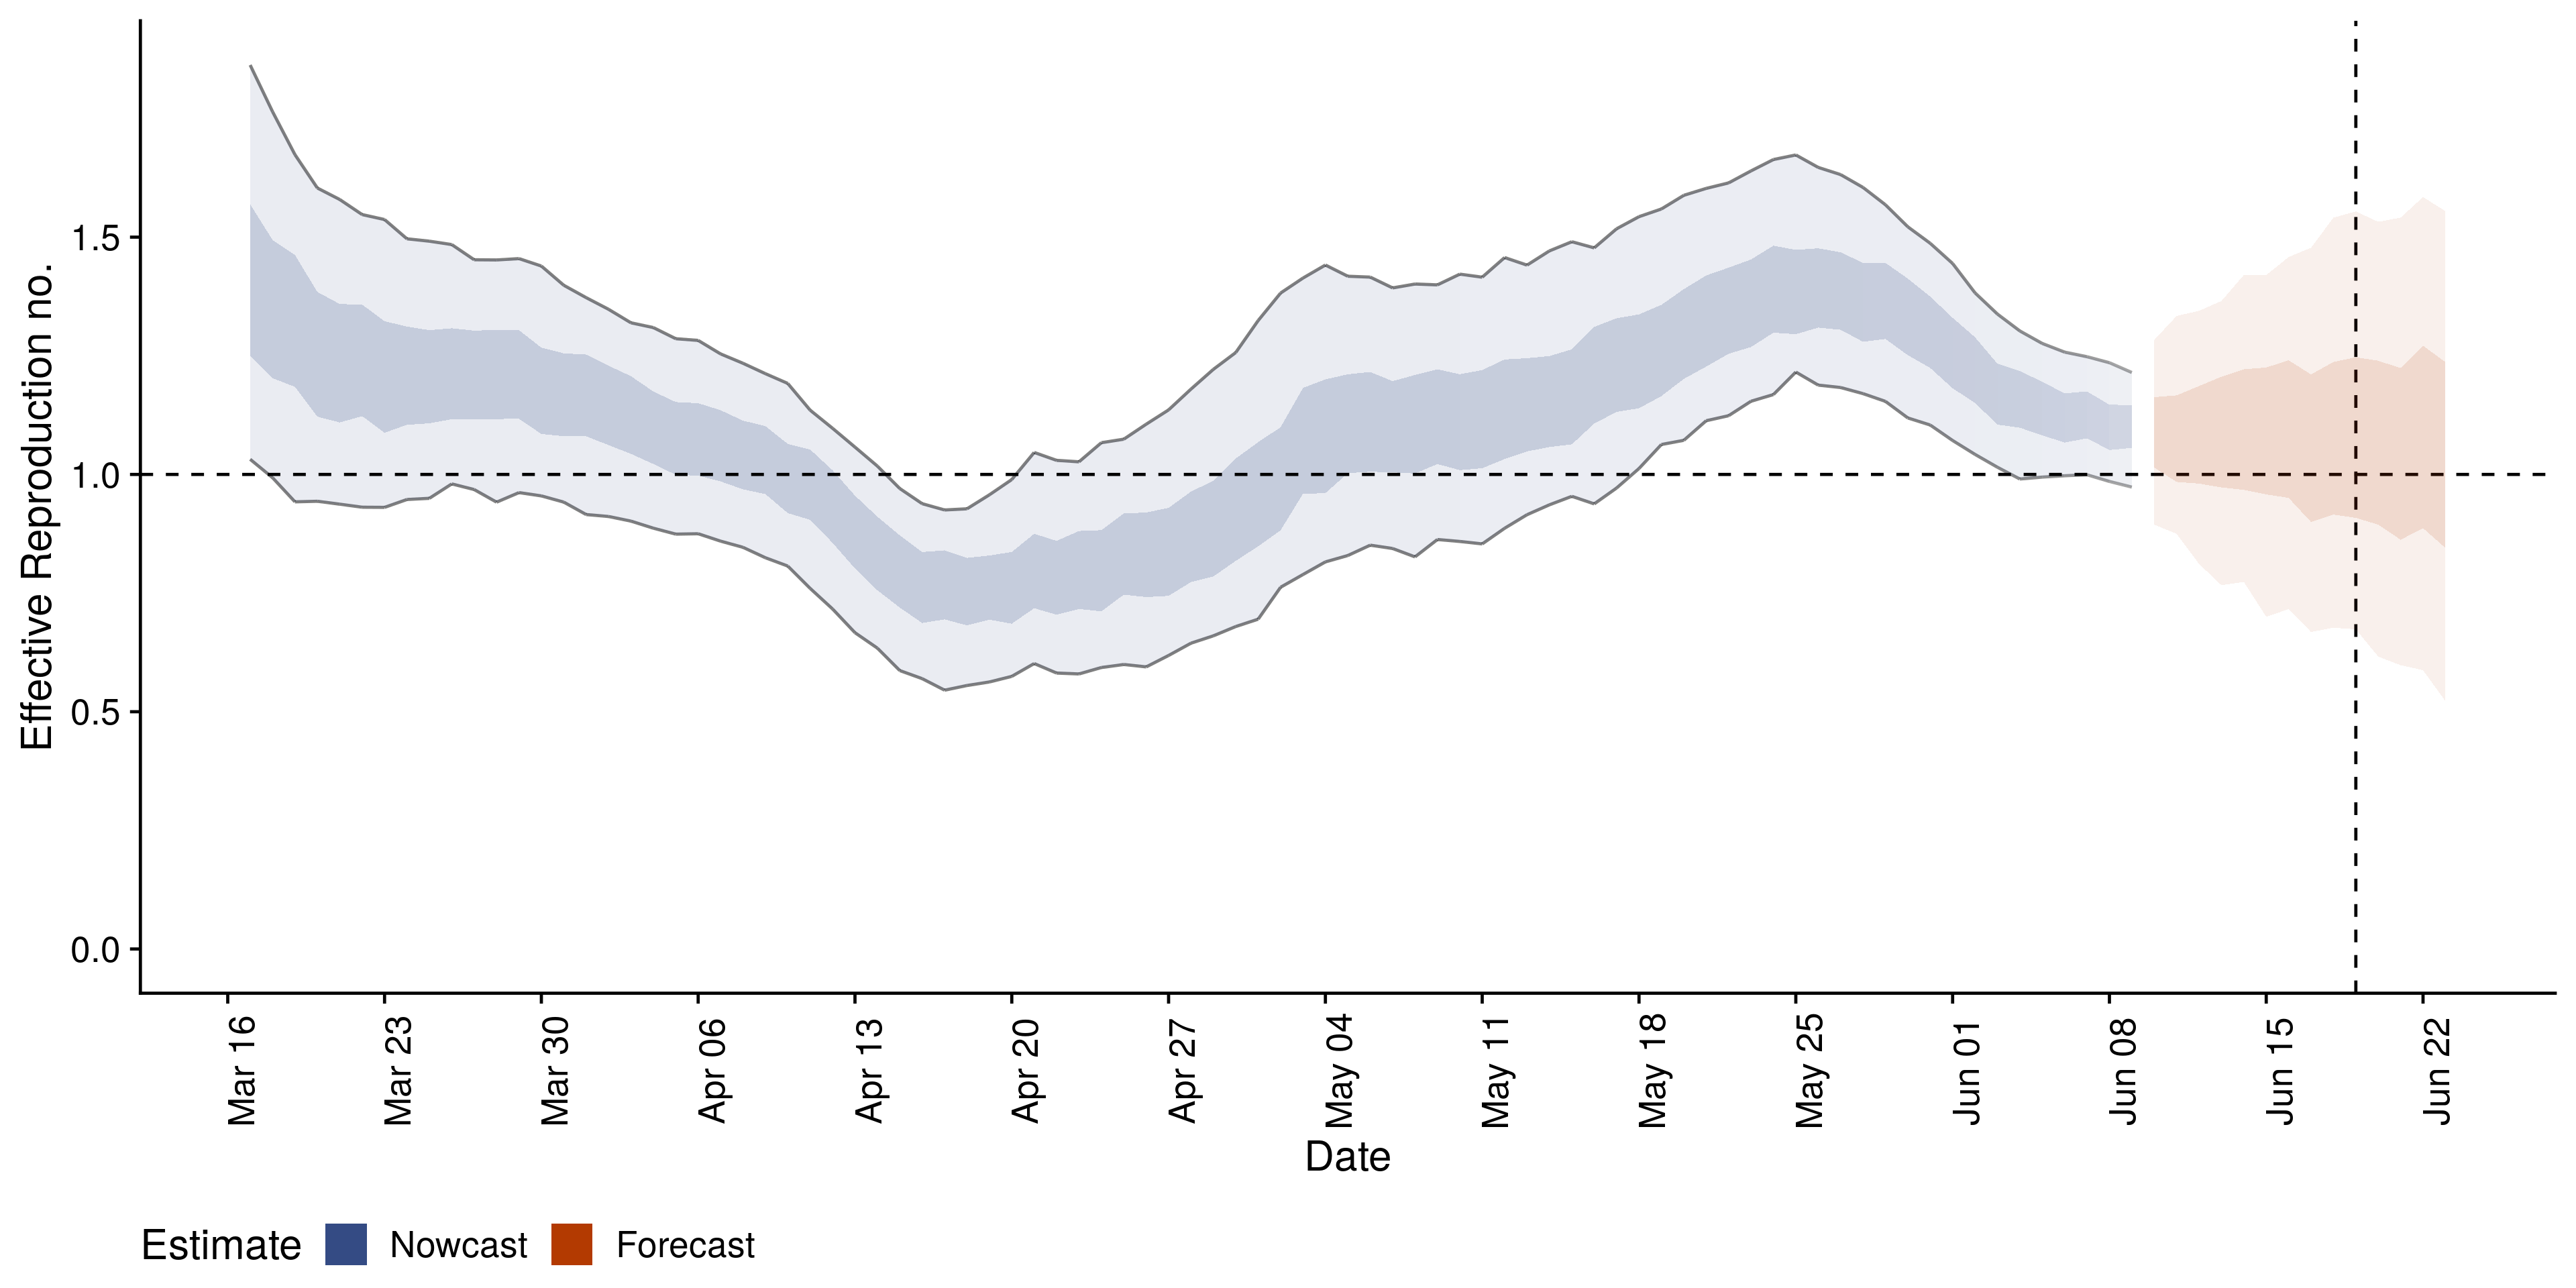 Effective Reproduction no.
1.5
1.0
0.5
0.0
Mar 16
Mar 23
Mar 30
Apr 06
Apr 13
Apr 20
Apr 27
May 04
May 11
May 18
May 25
Jun 01
Jun 08
Jun 15
Jun 22
Date
Estimate Nowcast Forecast